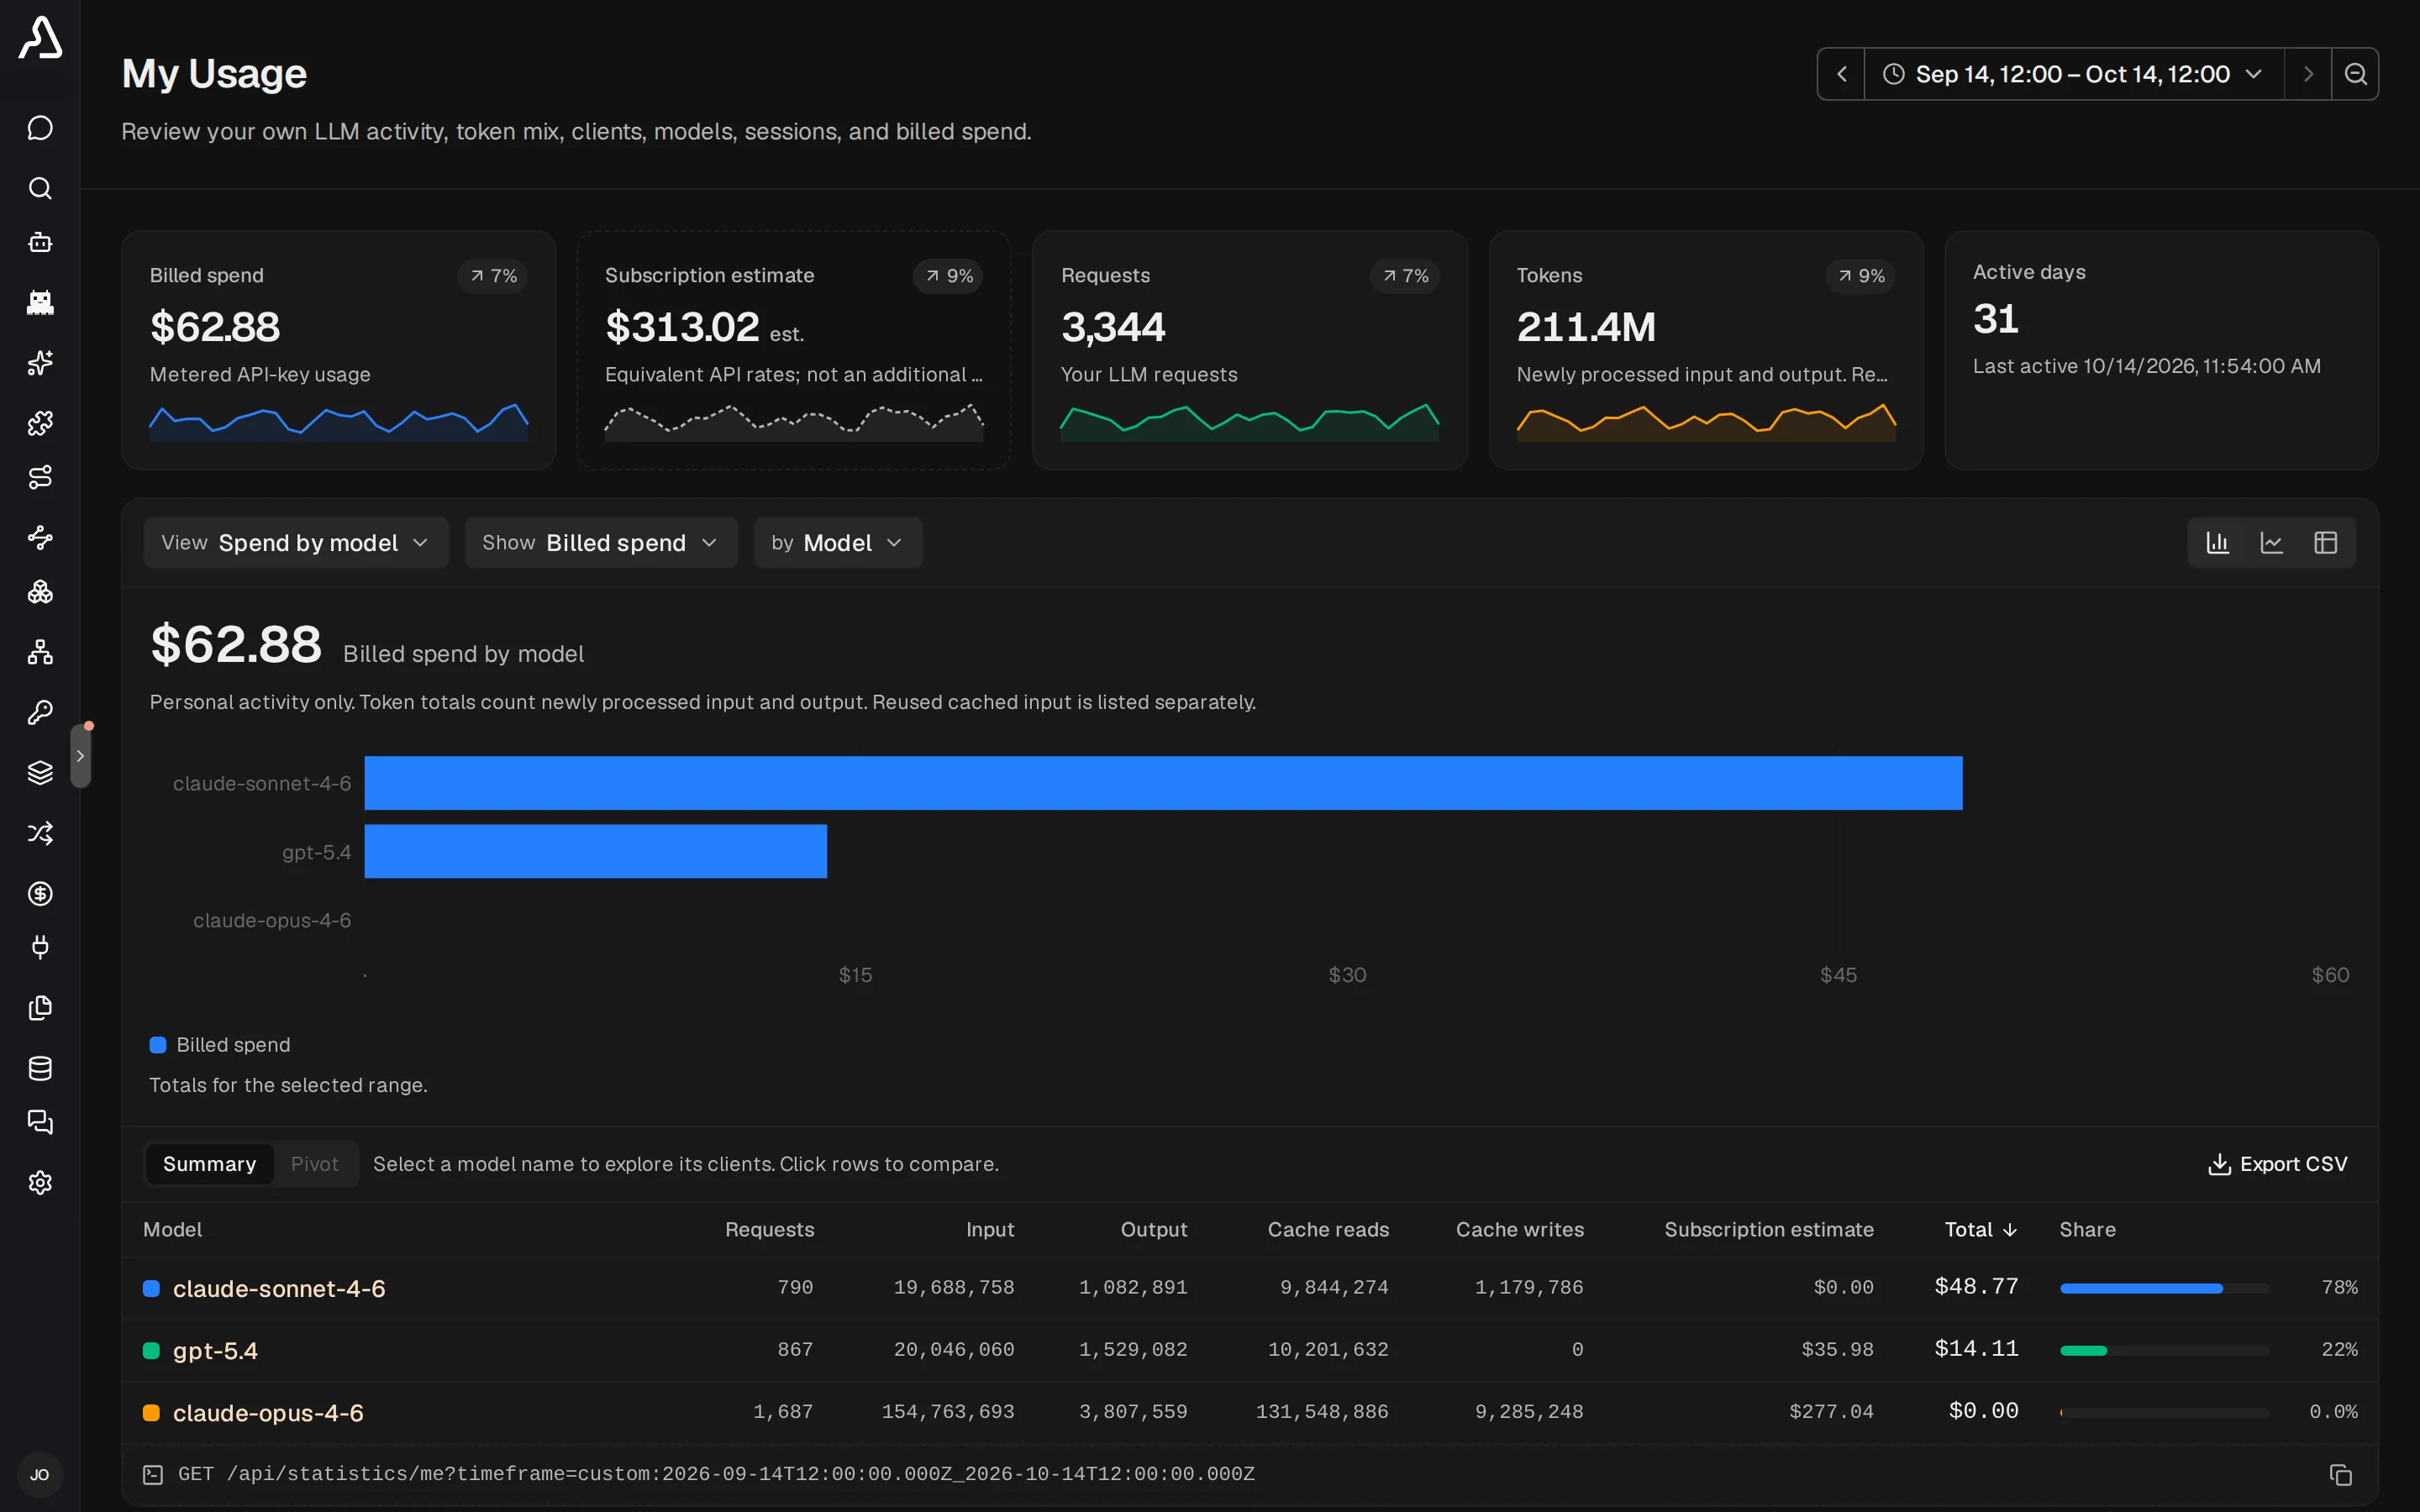 My Usage
Sep 14, 12:00 – Oct 14, 12:00
Review your own LLM activity, token mix, clients, models, sessions, and billed spend.
Billed spend
7%
$62.88
Metered API-key usage
Subscription estimate
9%
$313.02 est.
Equivalent API rates; not an additional ...
Requests
7%
3,344
Your LLM requests
Tokens
9%
211.4M
Newly processed input and output. Re...
Active days
31
Last active 10/14/2026, 11:54:00 AM
View Spend by model
Show Billed spend
by Model
$62.88 Billed spend by model
Personal activity only. Token totals count newly processed input and output. Reused cached input is listed separately.
claude-sonnet-4-6
gpt-5.4
claude-opus-4-6
$15 $30 $45 $60
Billed spend
Totals for the selected range.
Summary Pivot Select a model name to explore its clients. Click rows to compare.
Export CSV
Model Requests Input Output Cache reads Cache writes Subscription estimate Total Share
claude-sonnet-4-6 790 19,688,758 1,082,891 9,844,274 1,179,786 $0.00 $48.77 78%
gpt-5.4 867 20,046,060 1,529,082 10,201,632 0 $35.98 $14.11 22%
claude-opus-4-6 1,687 154,763,693 3,807,559 131,548,886 9,285,248 $277.04 $0.00 0.0%
GET /api/statistics/me?timeframe=custom:2026-09-14T12:00:00.000Z_2026-10-14T12:00:00.000Z
JO